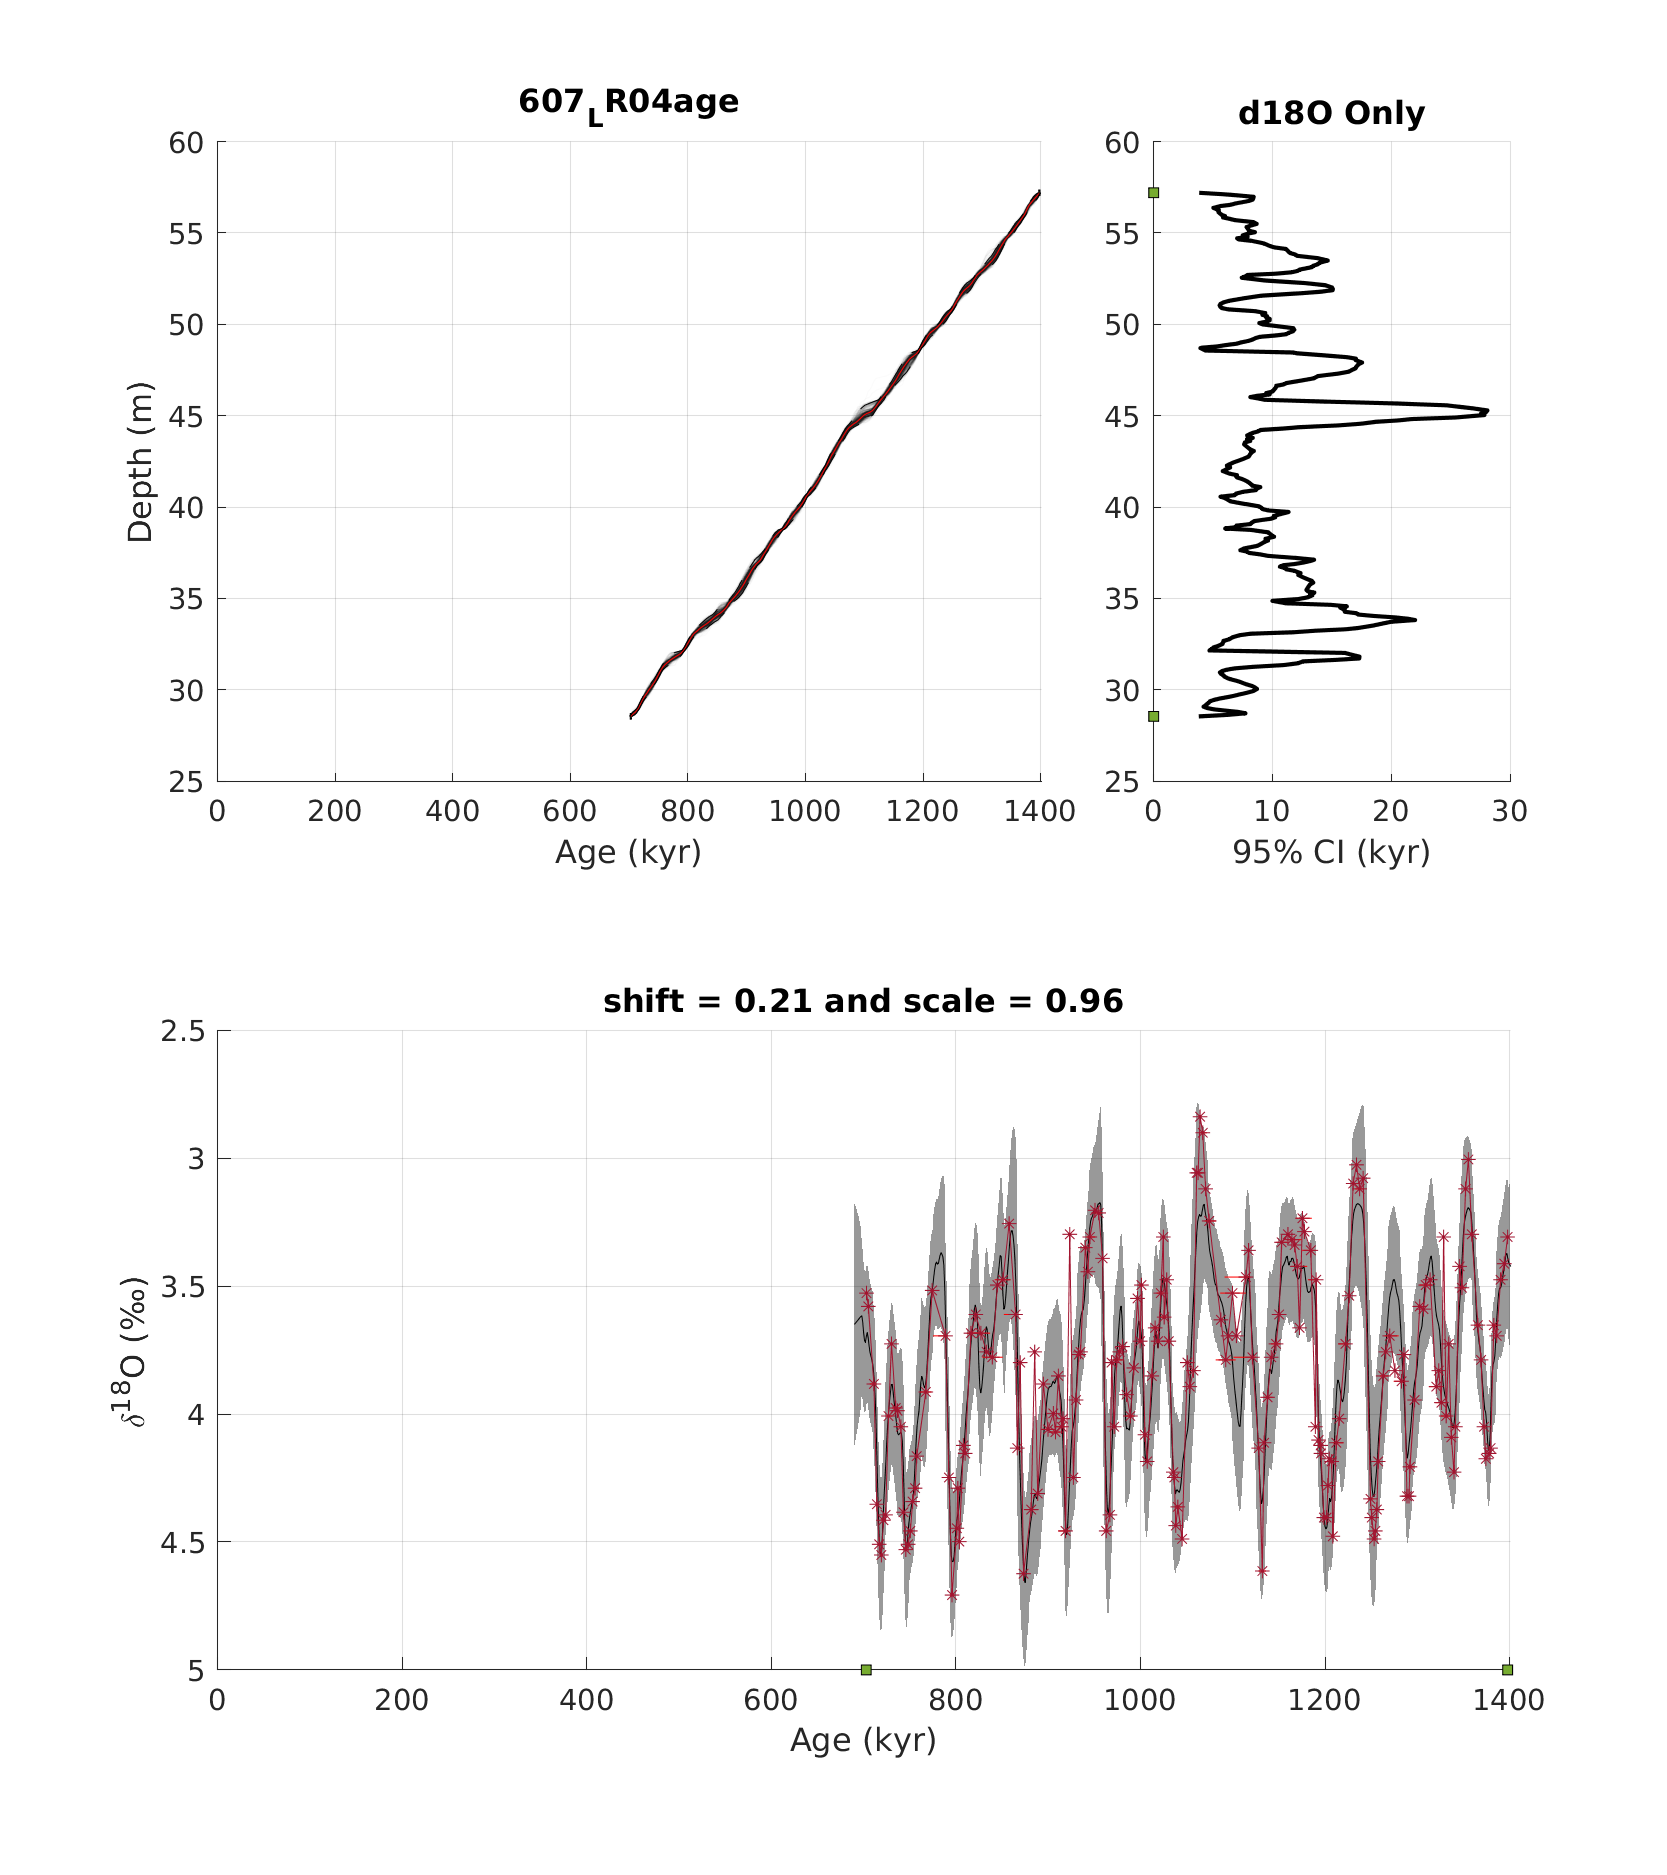 607LR04age
d18O Only
60
55
50
45
40
35
30
25
Depth (m)
0 200 400 600 800 1000 1200 1400
Age (kyr)
60
55
50
45
40
35
30
25
0 10 20 30
95% CI (kyr)
shift = 0.21 and scale = 0.96
2.5
3
3.5
4
4.5
5
δ18O (‰)
0 200 400 600 800 1000 1200 1400
Age (kyr)